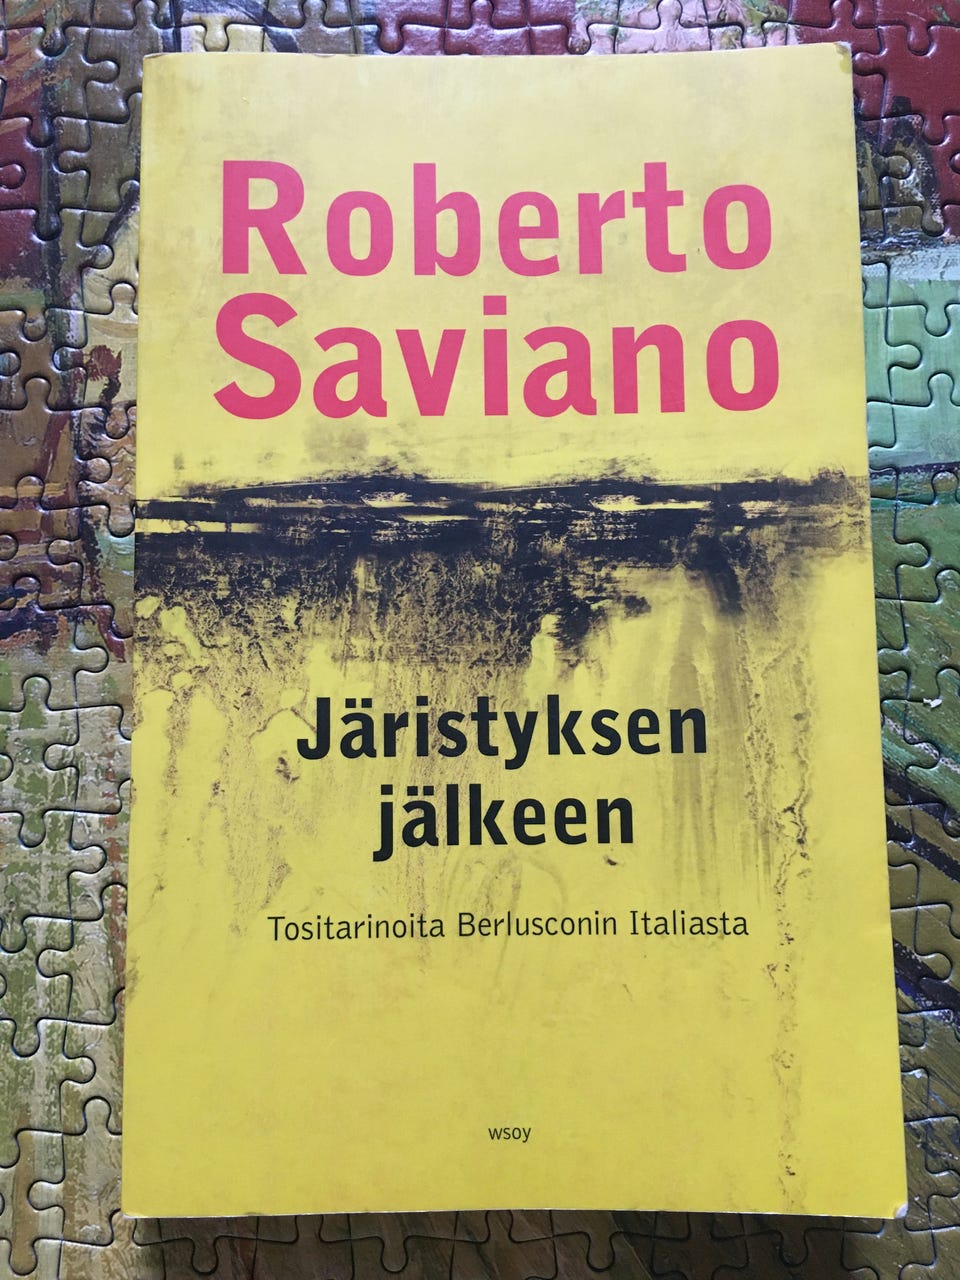 Roberto
Saviano
Järistyksen
jälkeen
Tositarinoita Berlusconin Italiasta
wsoy